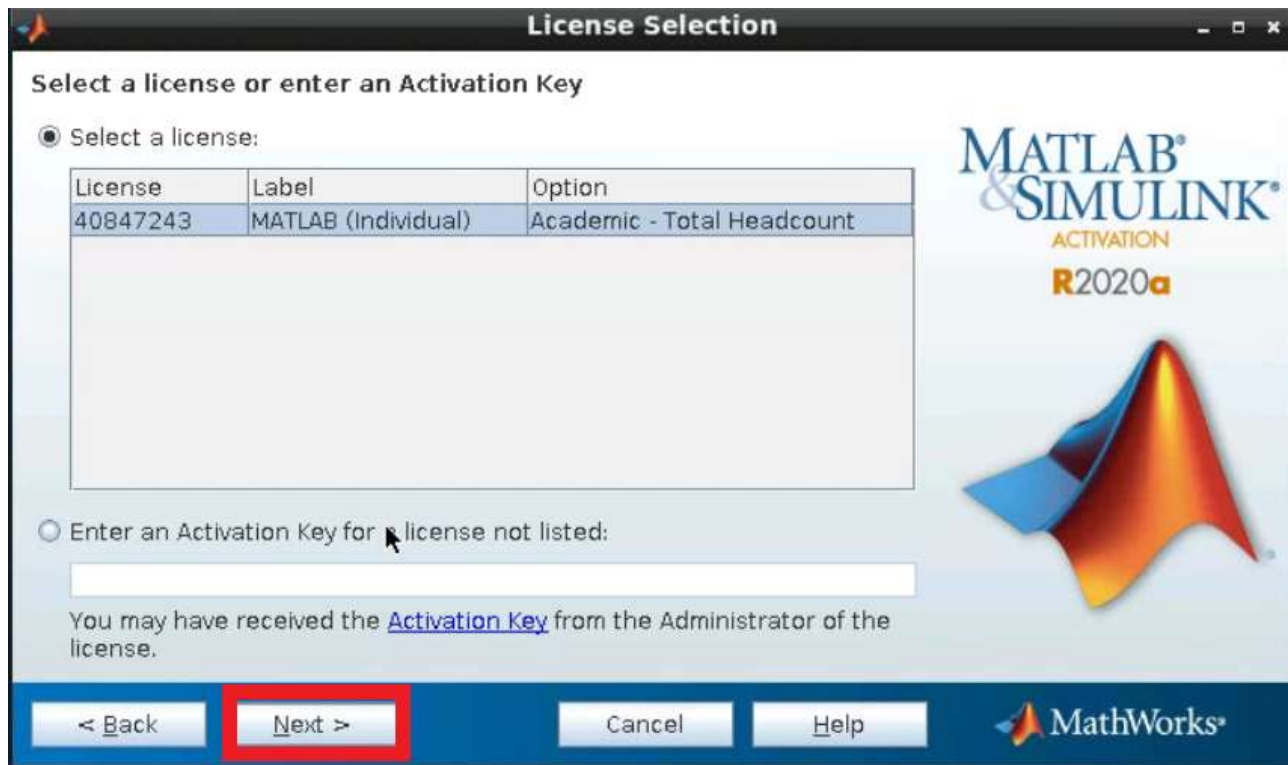 License Selection
Select a license or enter an Activation Key
Select a license:
License Label Option
40847243 MATLAB (Individual) Academic - Total Headcount
MATLAB®
&SIMULINK®
ACTIVATION
R2020a
Enter an Activation Key for a license not listed:
You may have received the Activation Key from the Administrator of the
license.
< Back Next > Cancel Help MathWorks®